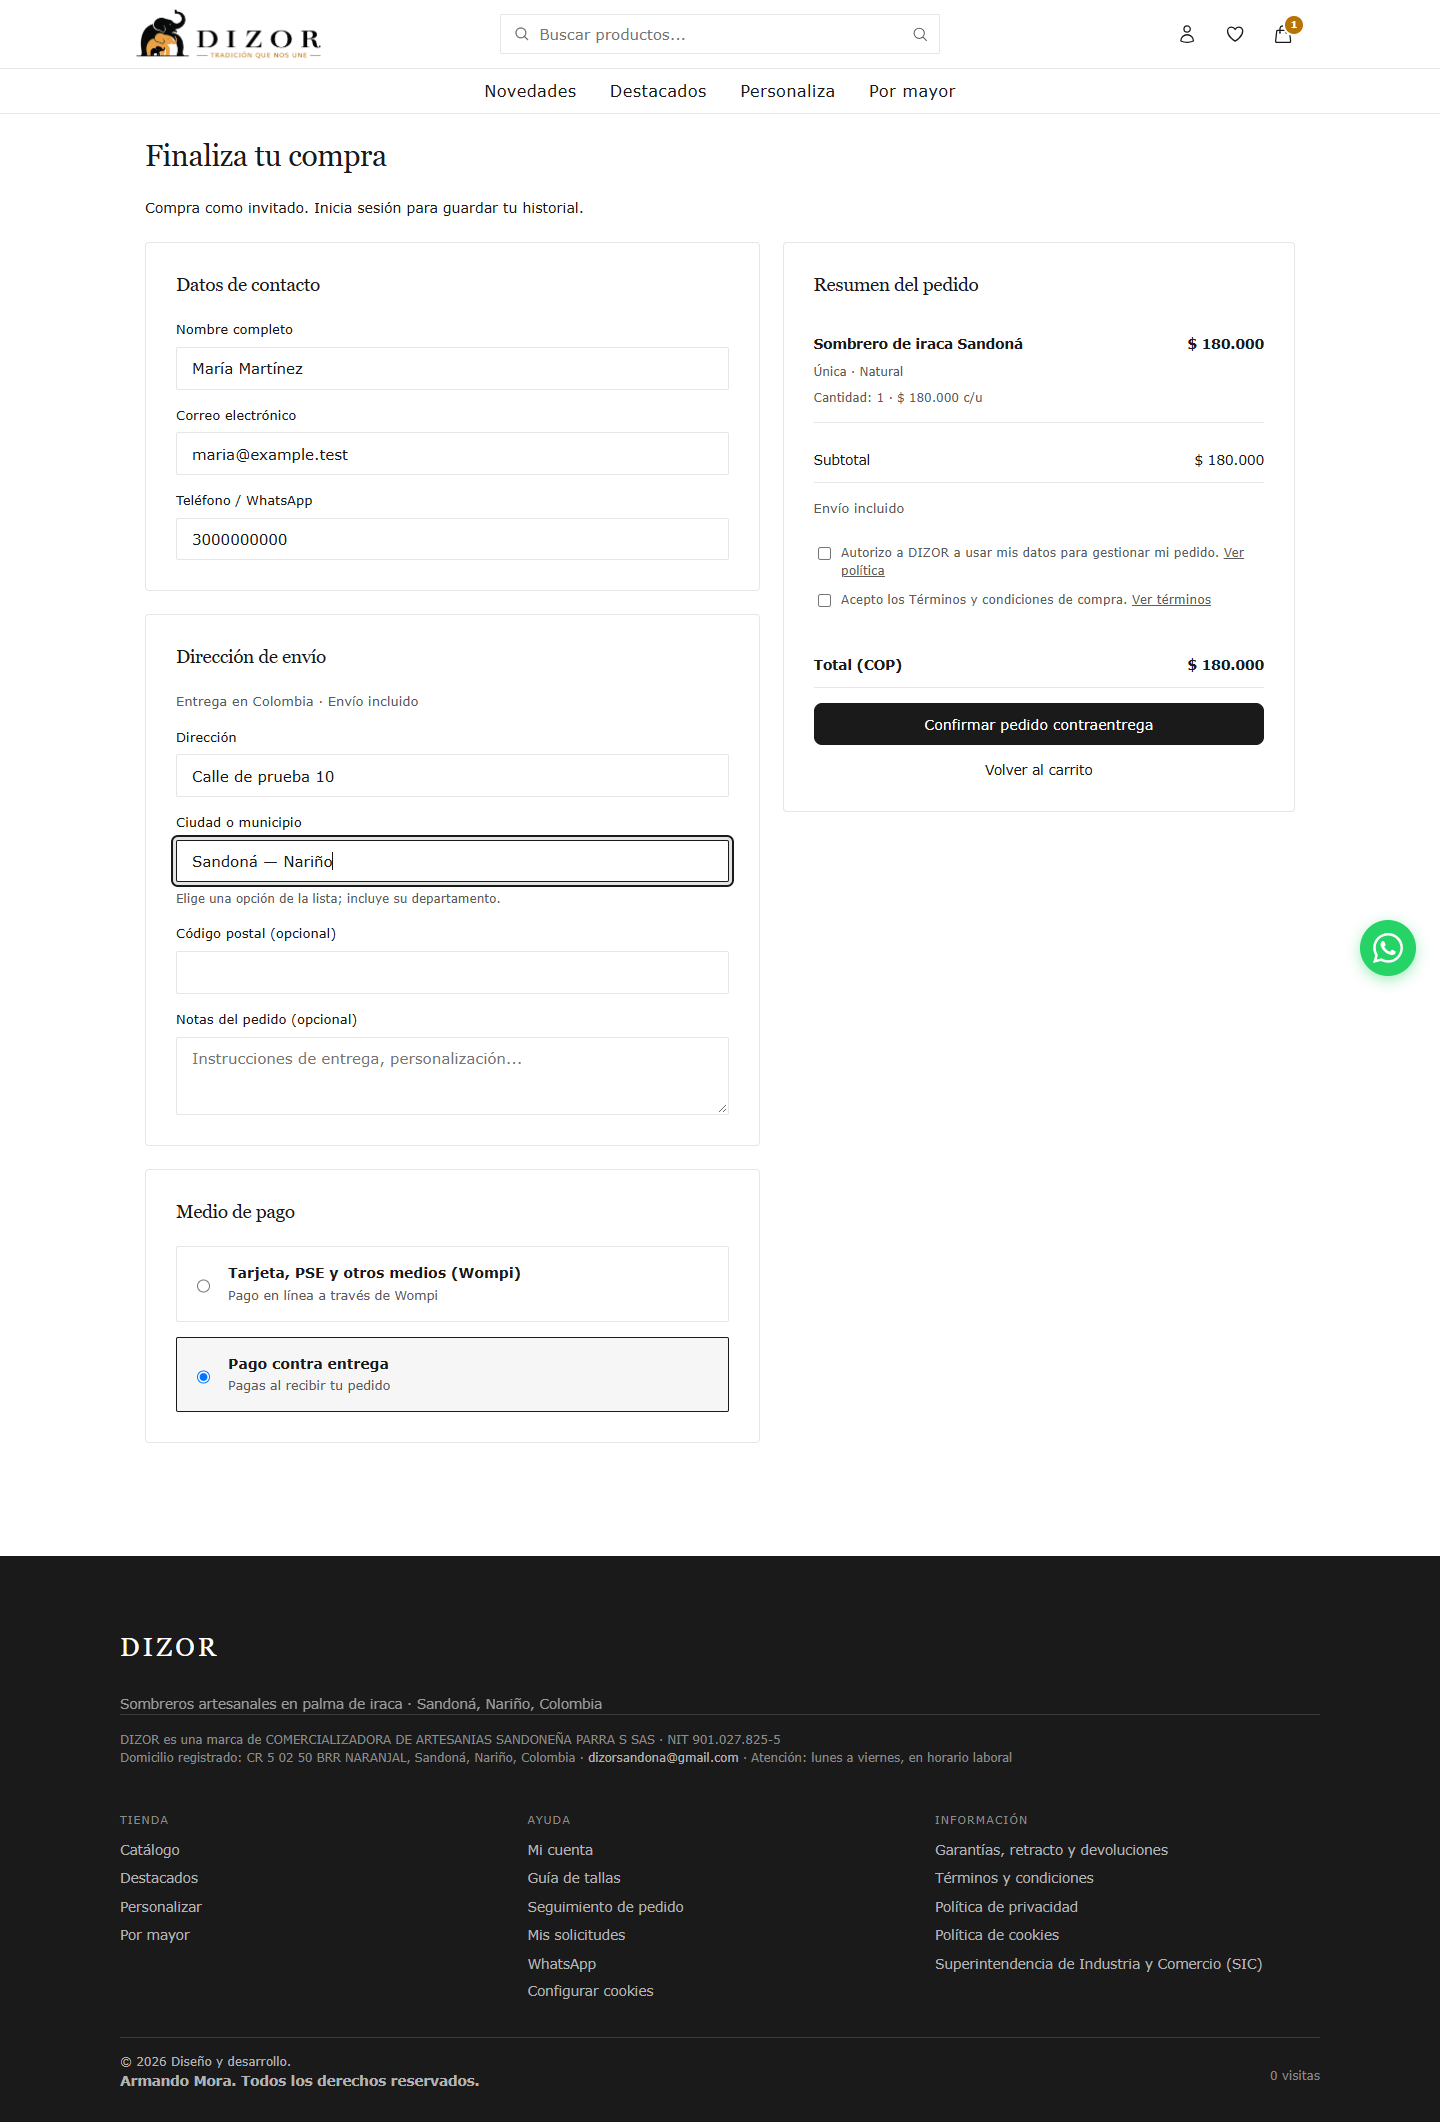 DIZOR
TRADICIÓN QUE NOS UNE
Buscar productos...
1
Novedades
Destacados
Personaliza
Por mayor
Finaliza tu compra
Compra como invitado. Inicia sesión para guardar tu historial.
Datos de contacto
Nombre completo
María Martínez
Correo electrónico
maria@example.test
Teléfono / WhatsApp
3000000000
Dirección de envío
Entrega en Colombia · Envío incluido
Dirección
Calle de prueba 10
Ciudad o municipio
Sandoná — Nariño
Elige una opción de la lista; incluye su departamento.
Código postal (opcional)
Notas del pedido (opcional)
Instrucciones de entrega, personalización...
Medio de pago
Tarjeta, PSE y otros medios (Wompi)
Pago en línea a través de Wompi
Pago contra entrega
Pagas al recibir tu pedido
Resumen del pedido
Sombrero de iraca Sandoná $ 180.000
Única · Natural
Cantidad: 1 · $ 180.000 c/u
Subtotal $ 180.000
Envío incluido
Autorizo a DIZOR a usar mis datos para gestionar mi pedido. Ver
política
Acepto los Términos y condiciones de compra. Ver términos
Total (COP) $ 180.000
Confirmar pedido contraentrega
Volver al carrito
DIZOR
Sombreros artesanales en palma de iraca · Sandoná, Nariño, Colombia
DIZOR es una marca de COMERCIALIZADORA DE ARTESANIAS SANDONEÑA PARRA S SAS · NIT 901.027.825-5
Domicilio registrado: CR 5 02 50 BRR NARANJAL, Sandoná, Nariño, Colombia · dizorsandona@gmail.com · Atención: lunes a viernes, en horario laboral
TIENDA
Catálogo
Destacados
Personalizar
Por mayor
AYUDA
Mi cuenta
Guía de tallas
Seguimiento de pedido
Mis solicitudes
WhatsApp
Configurar cookies
INFORMACIÓN
Garantías, retracto y devoluciones
Términos y condiciones
Política de privacidad
Política de cookies
Superintendencia de Industria y Comercio (SIC)
© 2026 Diseño y desarrollo.
Armando Mora. Todos los derechos reservados.
0 visitas